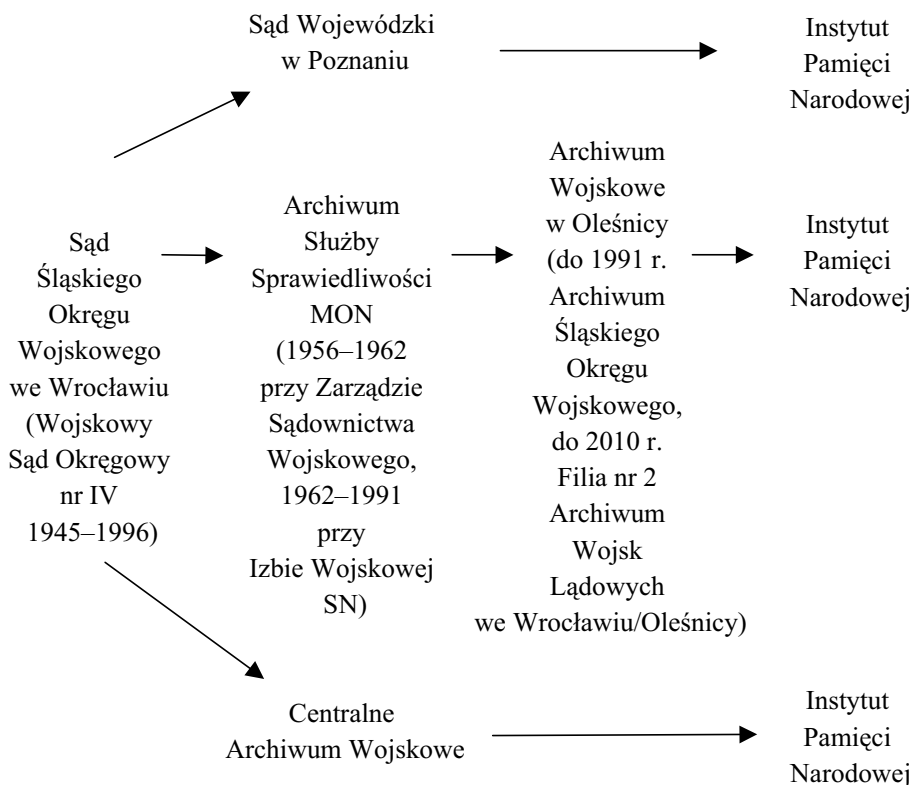 Sąd Wojewódzki
w Poznaniu
Instytut
Pamięci
Narodowej
Sąd
Śląskiego
Okręgu
Wojskowego
we Wrocławiu
(Wojskowy
Sąd Okręgowy
nr IV
1945–1996)
Archiwum
Służby
Sprawiedliwości
MON
(1956–1962
przy Zarządzie
Sądownictwa
Wojskowego,
1962–1991
przy
Izbie Wojskowej
SN)
Archiwum
Wojskowe
w Oleśnicy
(do 1991 r.
Archiwum
Śląskiego
Okręgu
Wojskowego,
do 2010 r.
Filia nr 2
Archiwum
Wojsk
Lądowych
we Wrocławiu/Oleśnicy)
Instytut
Pamięci
Narodowej
Centralne
Archiwum Wojskowe
Instytut
Pamięci
Narodowej